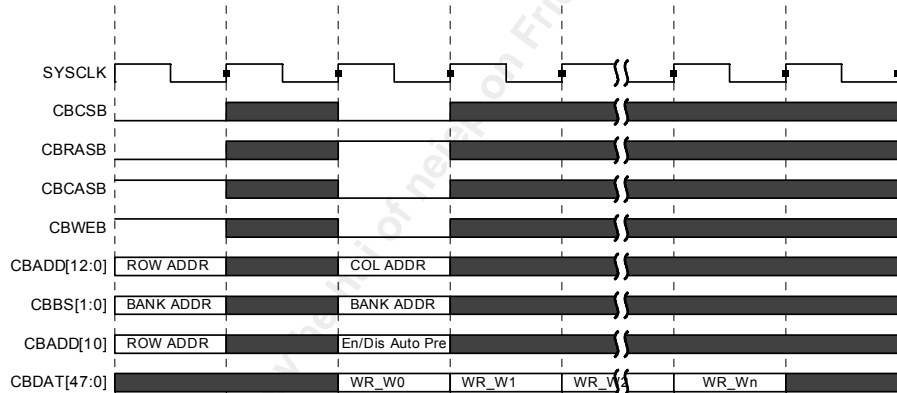 SYSCLK
CBCSB
CBRASB
CBCASB
CBWEB
CBADD[12:0] ROW ADDR COL ADDR
CBBS[1:0] BANK ADDR BANK ADDR
CBADD[10] ROW ADDR En/Dis Auto Pre
CBDAT[47:0] WR_W0 WR_W1 WR_W2 WR_Wn